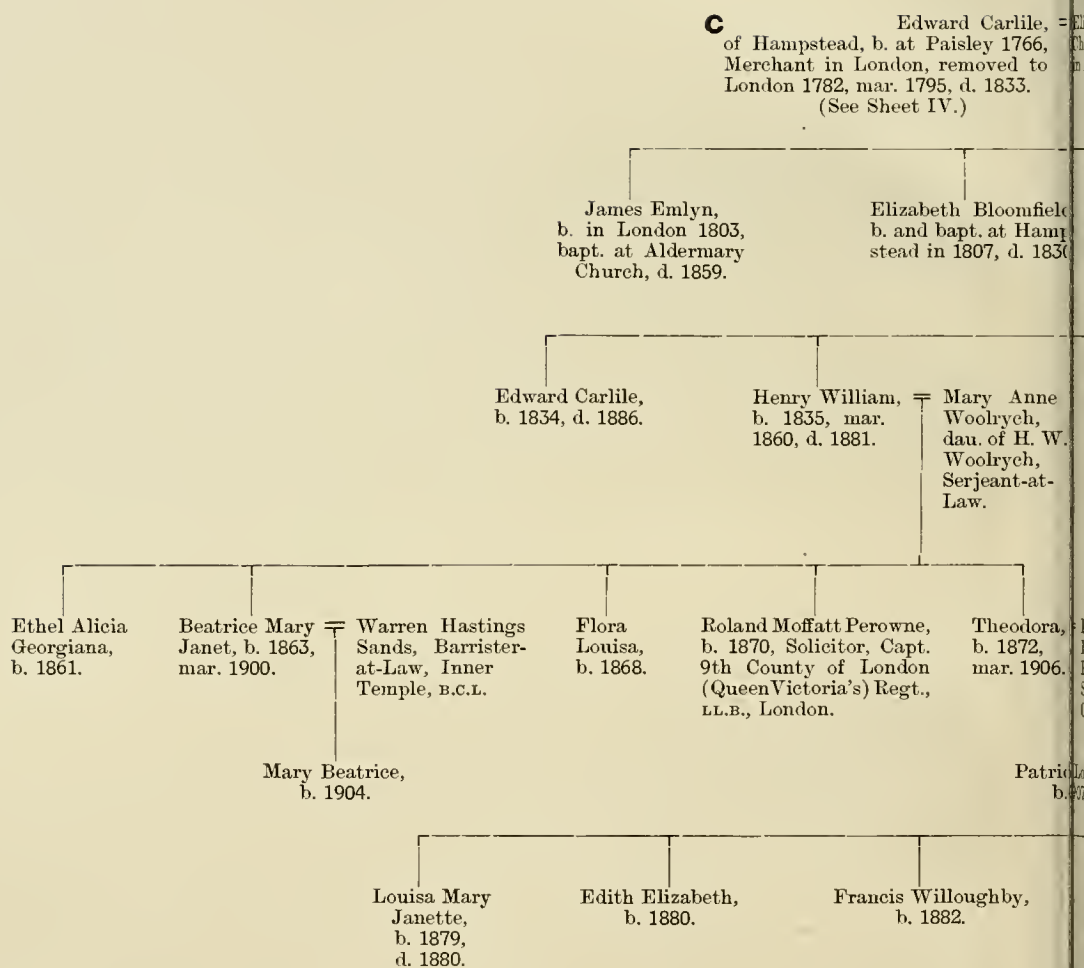 C
Edward Carlile, =
of Hampstead, b. at Paisley 1766,
Merchant in London, removed to
London 1782, mar. 1795, d. 1833.
(See Sheet IV.)
James Emlyn,
b. in London 1803,
bapt. at Aldermary
Church, d. 1859.
Elizabeth Bloomfield
b. and bapt. at Hamp
stead in 1807, d. 1830
Edward Carlile,
b. 1834, d. 1886.
Henry William, =
b. 1835, mar.
1860, d. 1881.
Mary Anne
Woolrych,
dau. of H. W.
Woolrych,
Serjeant-at-
Law.
Ethel Alicia
Georgiana,
b. 1861.
Beatrice Mary =
Janet, b. 1863,
mar. 1900.
Warren Hastings
Sands, Barrister-
at-Law, Inner
Temple, B.C.L.
Flora
Louisa,
b. 1868.
Roland Moffatt Perowne,
b. 1870, Solicitor, Capt.
9th County of London
(Queen Victoria's) Regt.,
LL.B., London.
Theodora,
b. 1872,
mar. 1906.
Mary Beatrice,
b. 1904.
b.
Louisa Mary
Janette,
b. 1879,
d. 1880.
Edith Elizabeth,
b. 1880.
Francis Willoughby,
b. 1882.